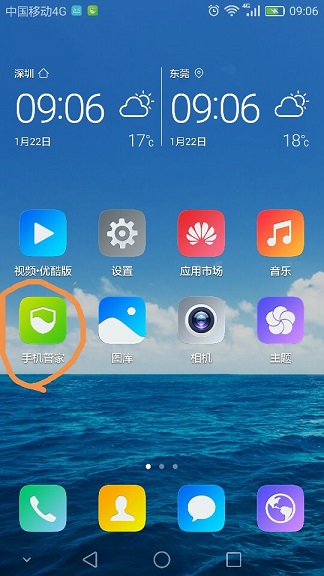 中国移动4G
4G
09:06
深圳
东莞
09:06
09:06
1月22日
17°c
1月22日
18°c
视频·优酷版
设置
应用市场
音乐
手机管家
图库
相机
主题